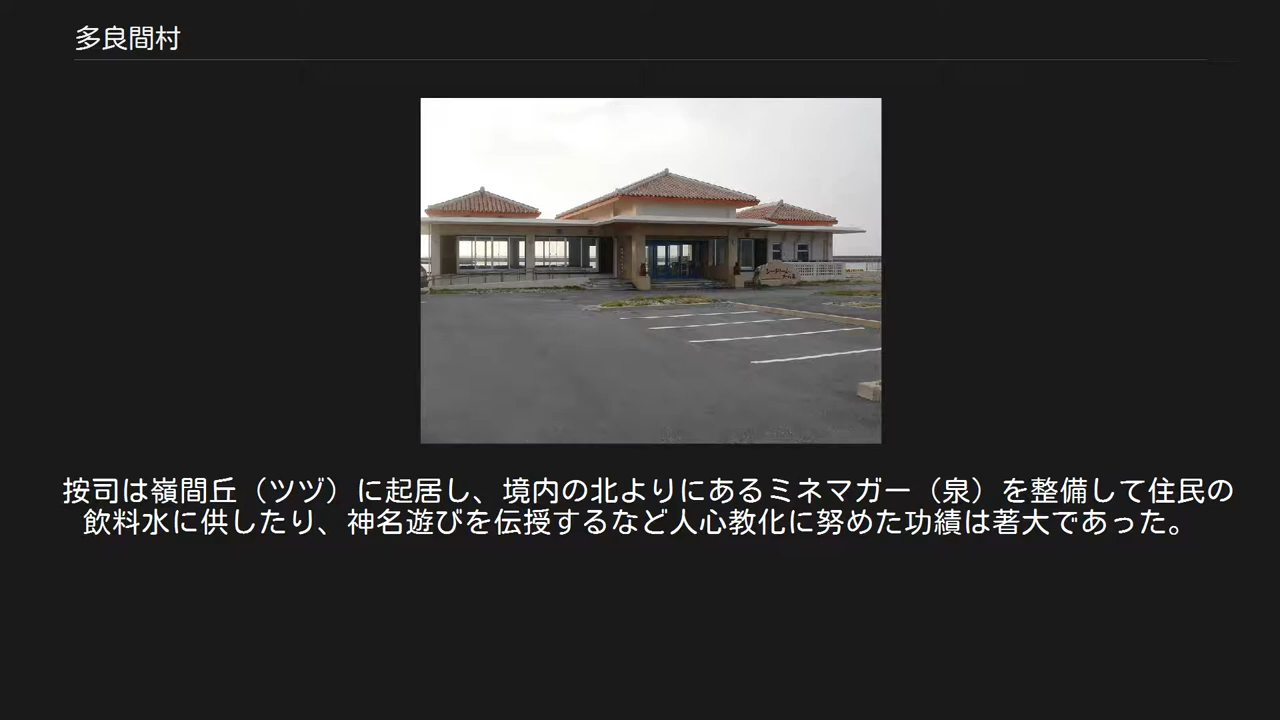 多良間村
按司は嶺間丘（ツヅ）に起居し、境内の北よりにあるミネマガー（泉）を整備して住民の
飲料水に供したり、神名遊びを伝授するなど人心教化に努めた功績は著大であった。